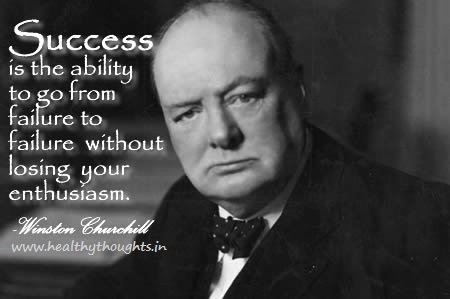 Success
is the ability
to go from
failure to
failure without
losing your
enthusiasm.
-Winston Churchill
www.healthythoughts.in